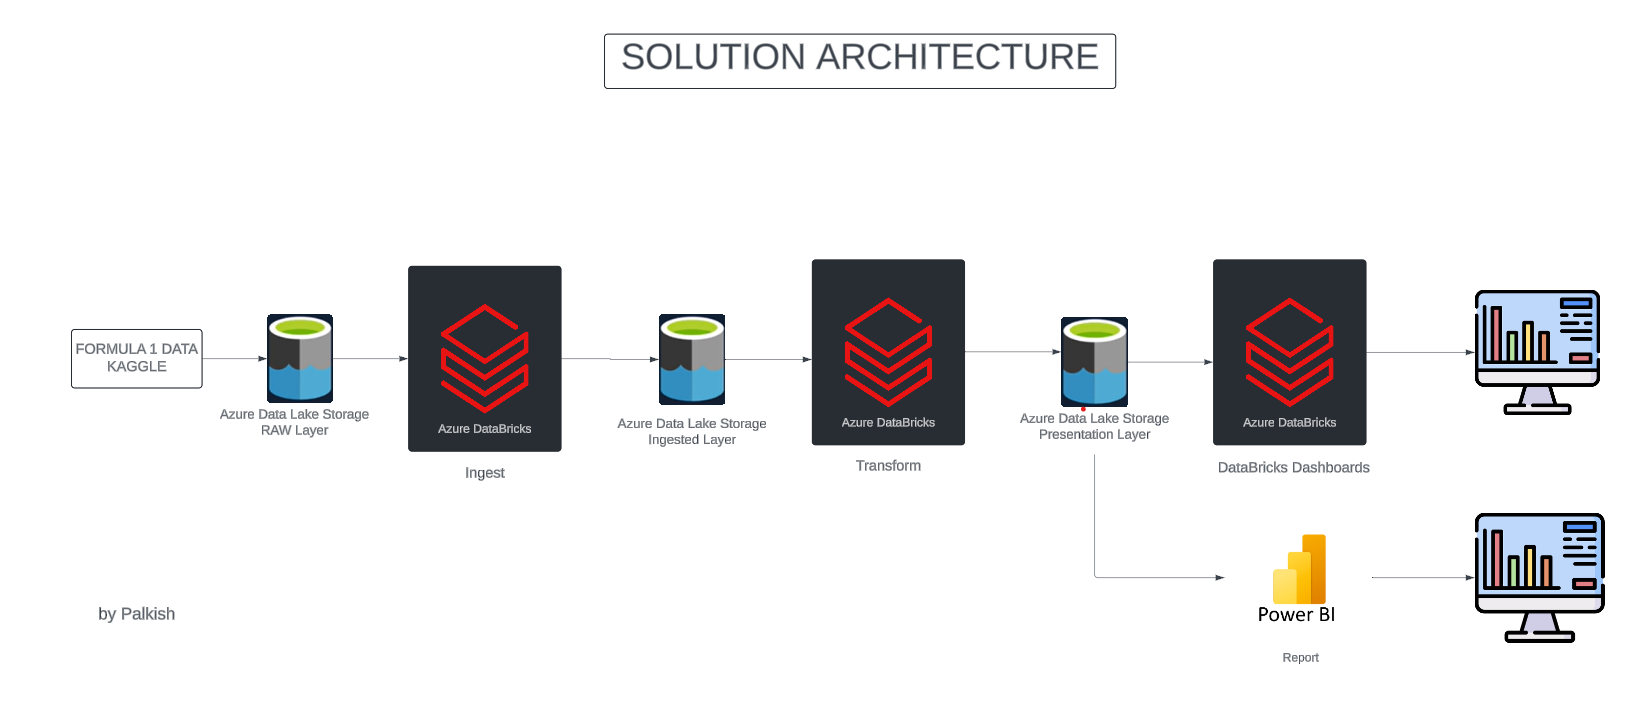 SOLUTION ARCHITECTURE
FORMULA 1 DATA
KAGGLE
Azure Data Lake Storage
RAW Layer
Azure DataBricks
Ingest
Azure Data Lake Storage
Ingested Layer
Azure DataBricks
Transform
Azure Data Lake Storage
Presentation Layer
Azure DataBricks
DataBricks Dashboards
Power BI
Report
by Palkish